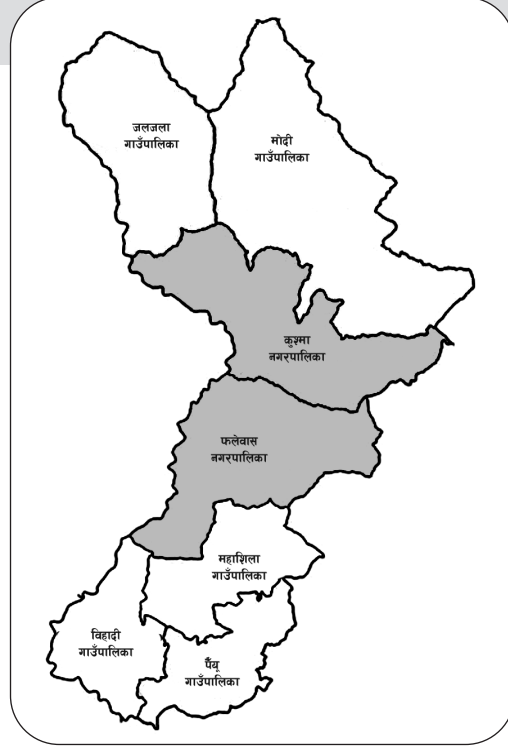 जलजला
गाउँपालिका
मोदी
गाउँपालिका
कुश्मा
नगरपालिका
फलेवास
नगरपालिका
महाशिला
गाउँपालिका
विहादी
गाउँपालिका
पैंयू
गाउँपालिका